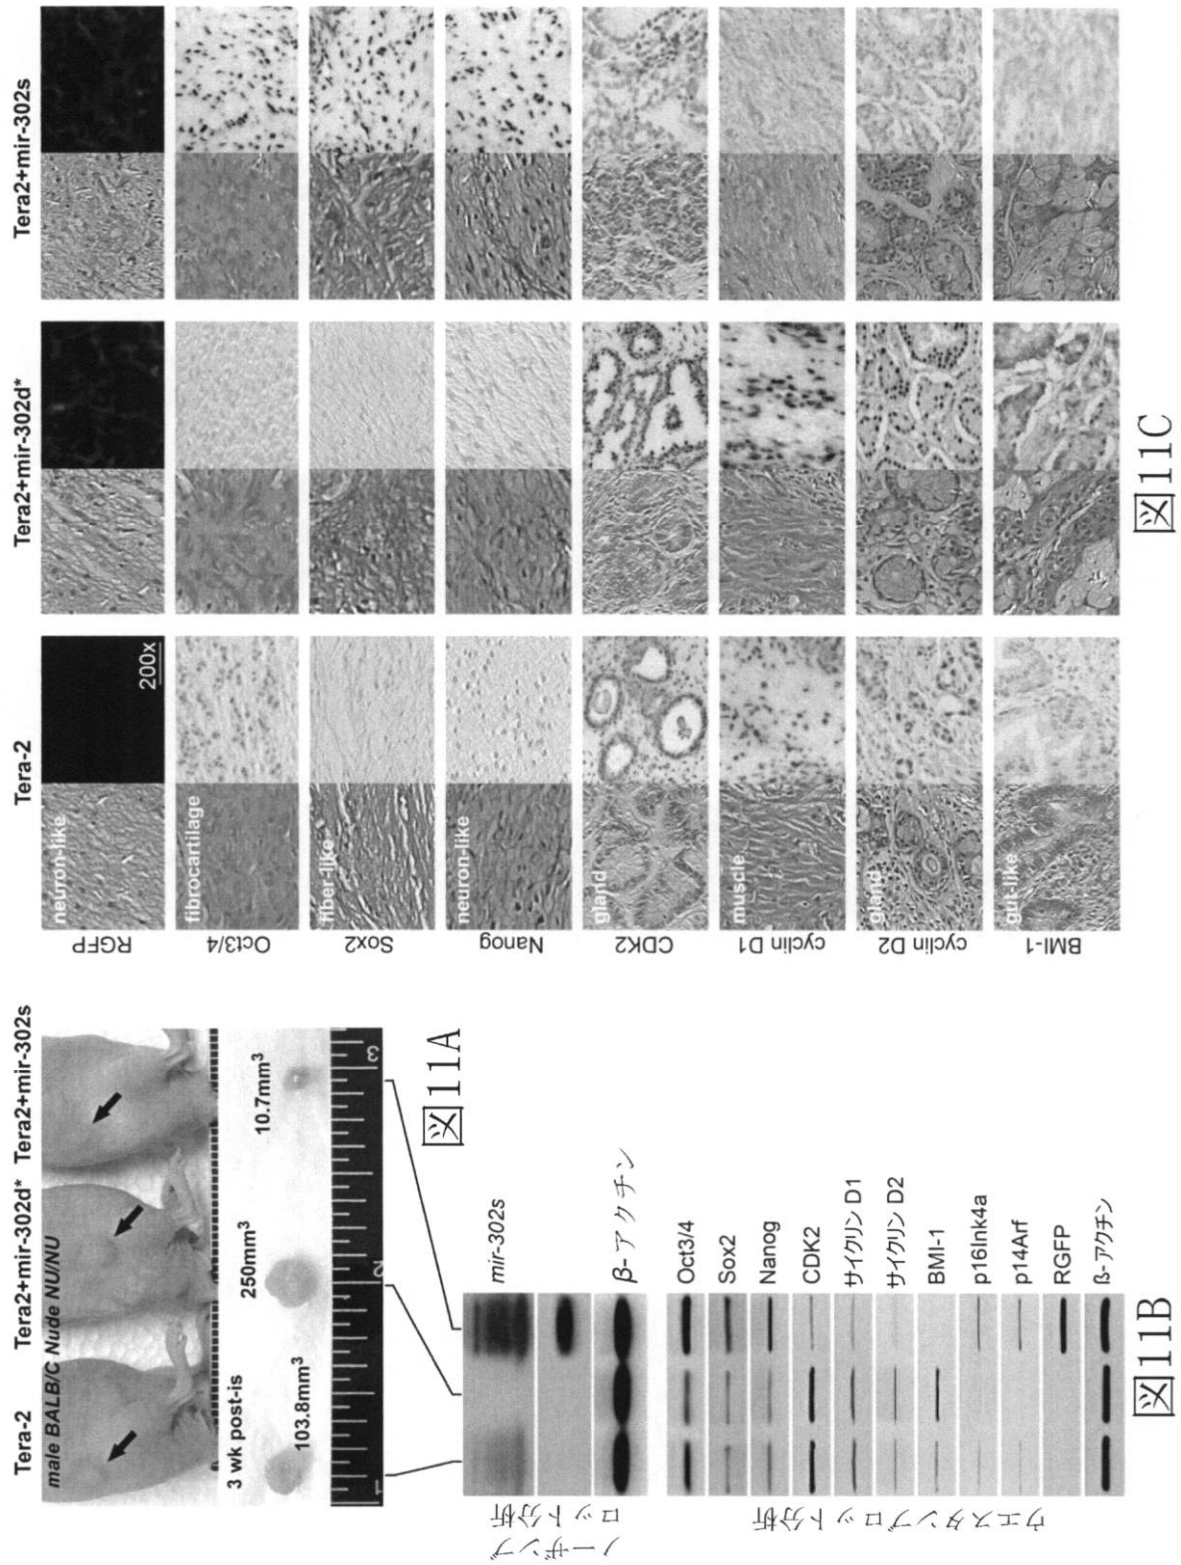 Tera-2
Tera2+mir-302d*
Tera2+mir-302s
male BALB/C Nude NU/NU
3 wk post-is
103.8mm³
250mm³
10.7mm³
1
2
3
図11A
ノーザンブ
ロット分析
mir-302s
β-アクチン
ウエスタンブロット分析
Oct3/4
Sox2
Nanog
CDK2
サイクリン D1
サイクリン D2
BMI-1
p16Ink4a
p14Arf
RGFP
ß-アクチン
図11B
Tera-2
Tera2+mir-302d*
Tera2+mir-302s
RGFP
neuron-like
200x
Oct3/4
fibrocartilage
Sox2
fiber-like
Nanog
neuron-like
CDK2
gland
cyclin D1
muscle
cyclin D2
gland
BMI-1
gut-like
図11C